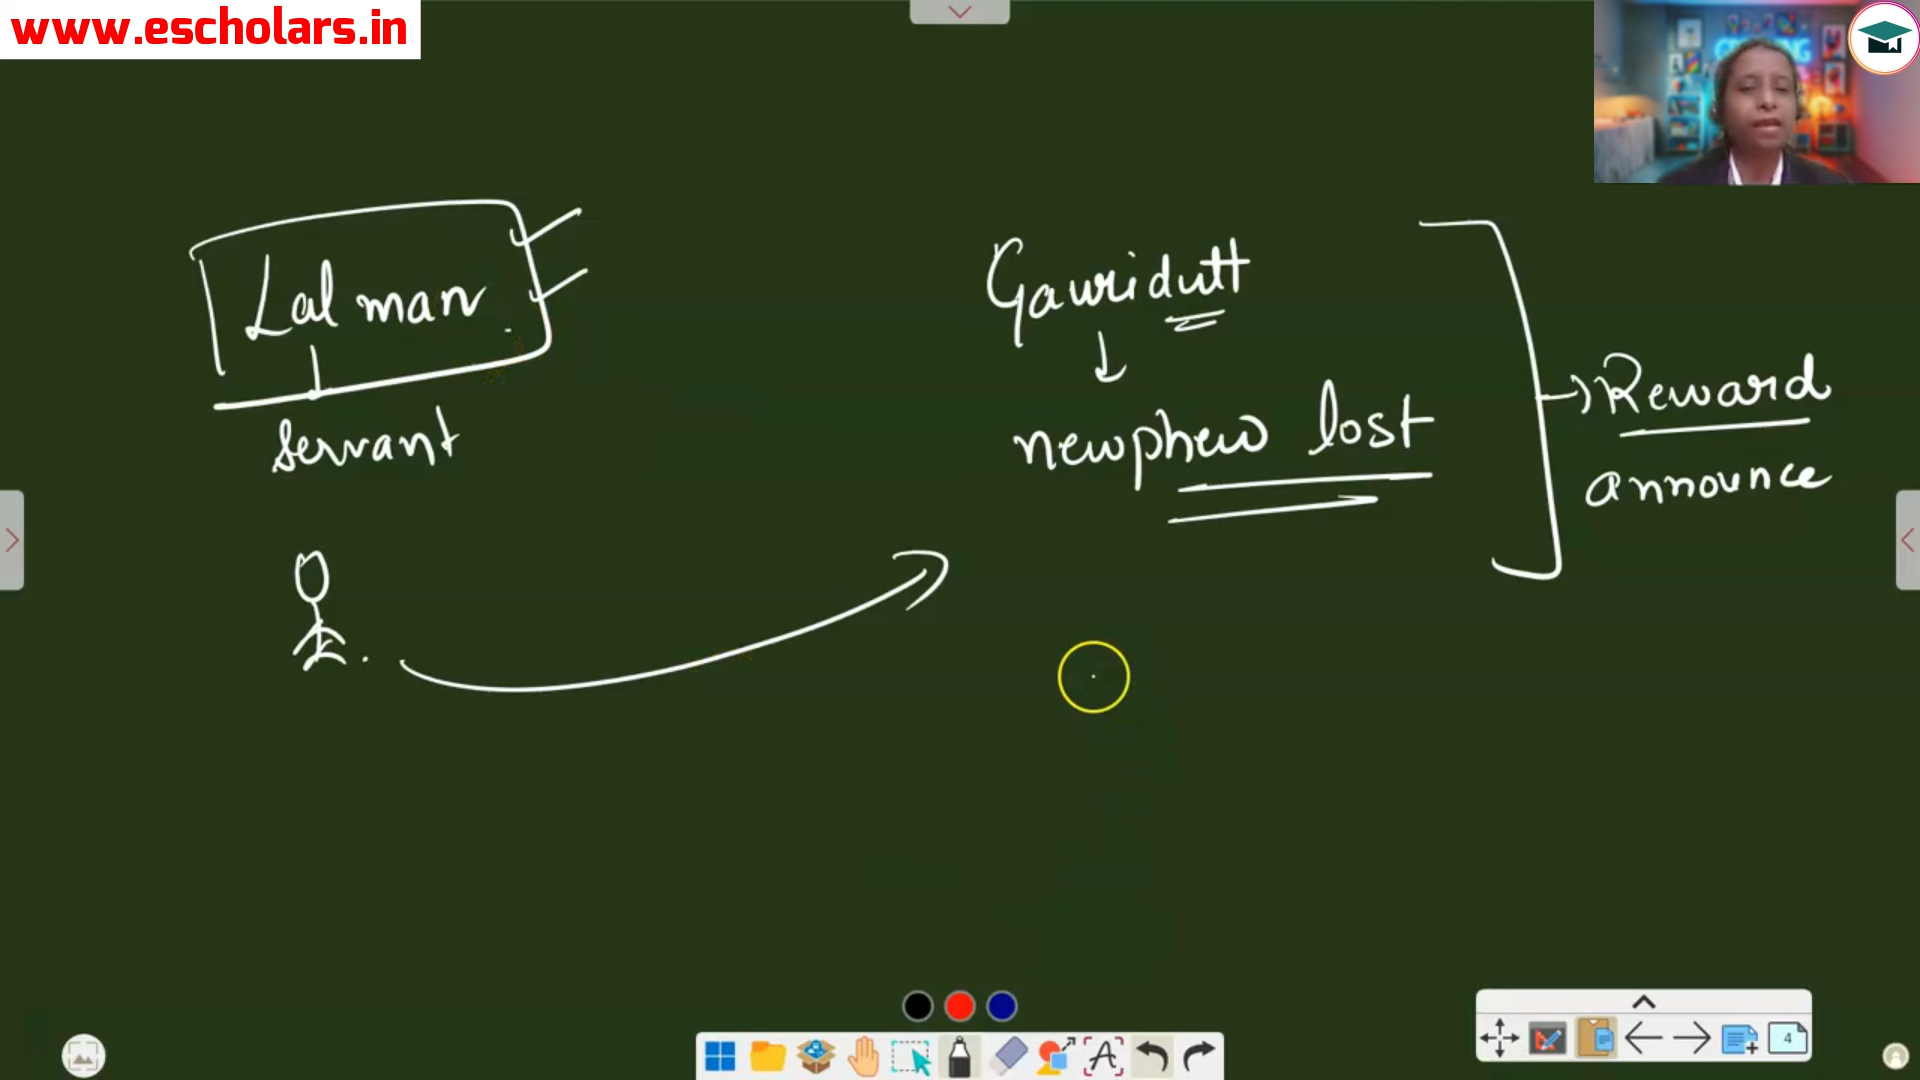 www.escholars.in
Lal man.
servant
Gauridutt
newphew lost
Reward
announce
4